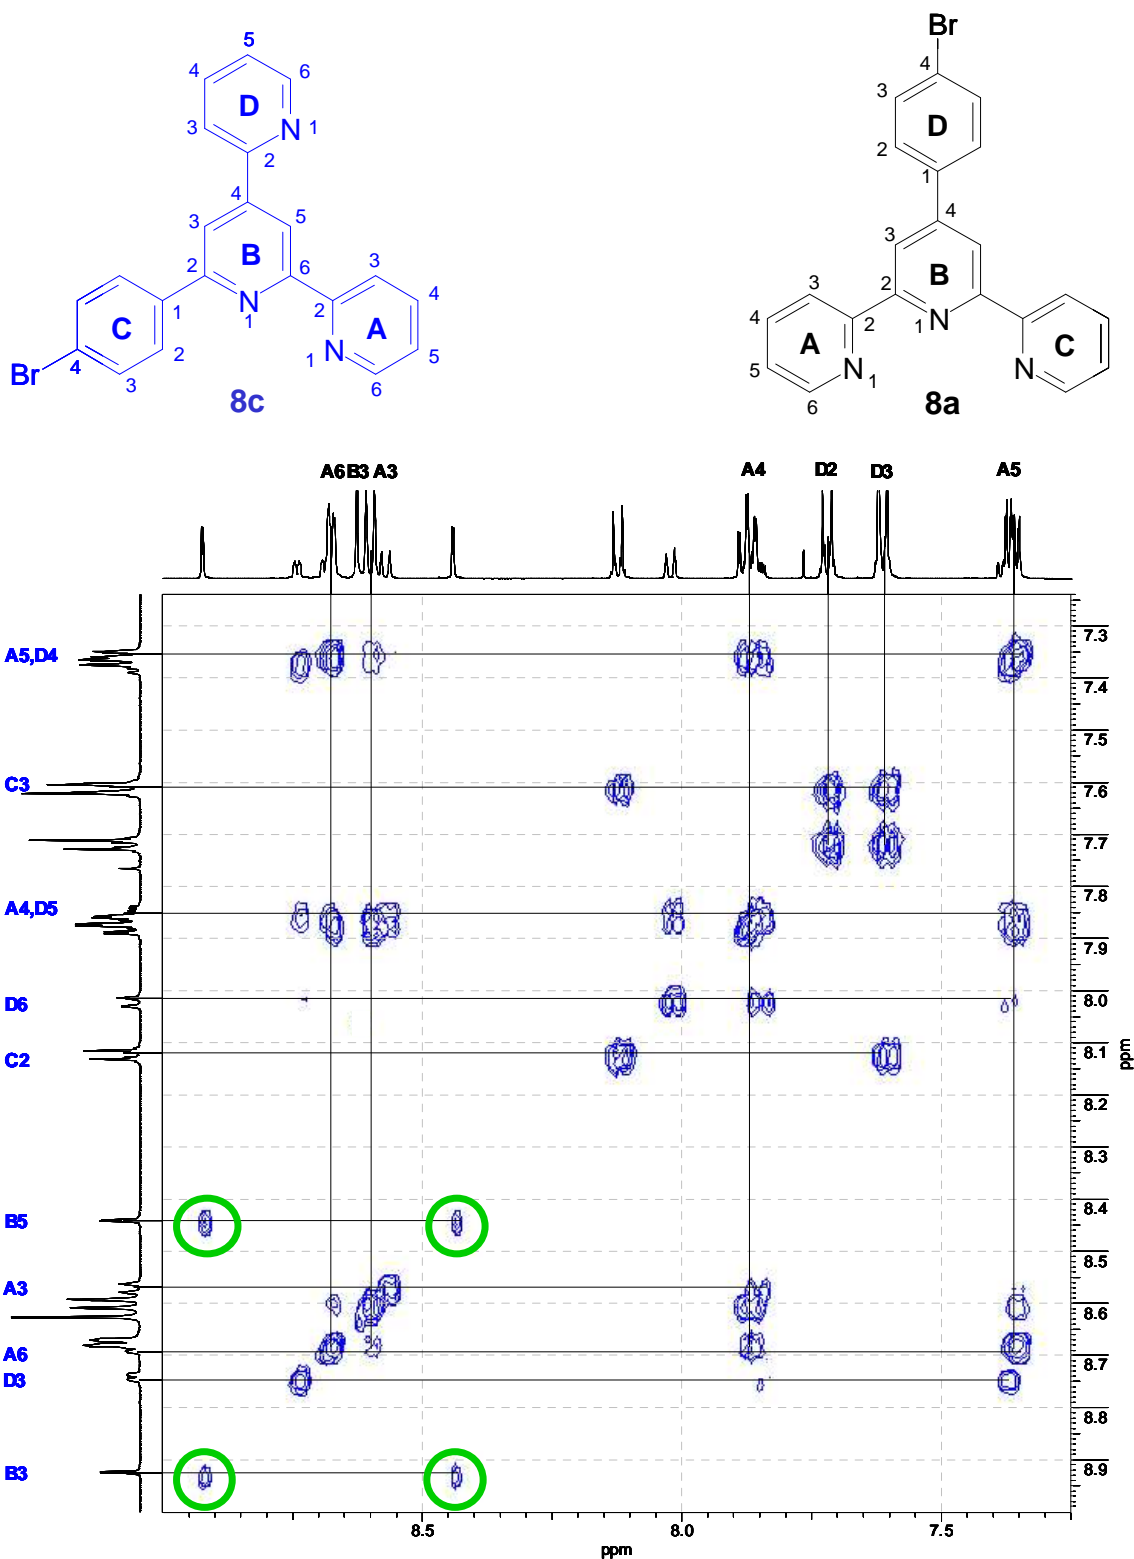 Br
5
4
6
4
3
D
D
3
N
1
2
2
1
4
4
3
5
3
B
B
2
6
3
3
2
N
1
C
1
2
A
4
4
2
1
N
A
C
2
N
1
5
5
N
1
N
Br
4
3
6
6
8c
8a
A6 B3 A3 A4 D2 D3 A5
A5,D4
7.3
7.4
7.5
C3
7.6
7.7
7.8
A4,D5
7.9
D6
8.0
C2
8.1
ppm
8.2
8.3
B5
8.4
8.5
A3
8.6
A6
8.7
D3
8.8
B3
8.9
8.5 8.0 7.5
ppm